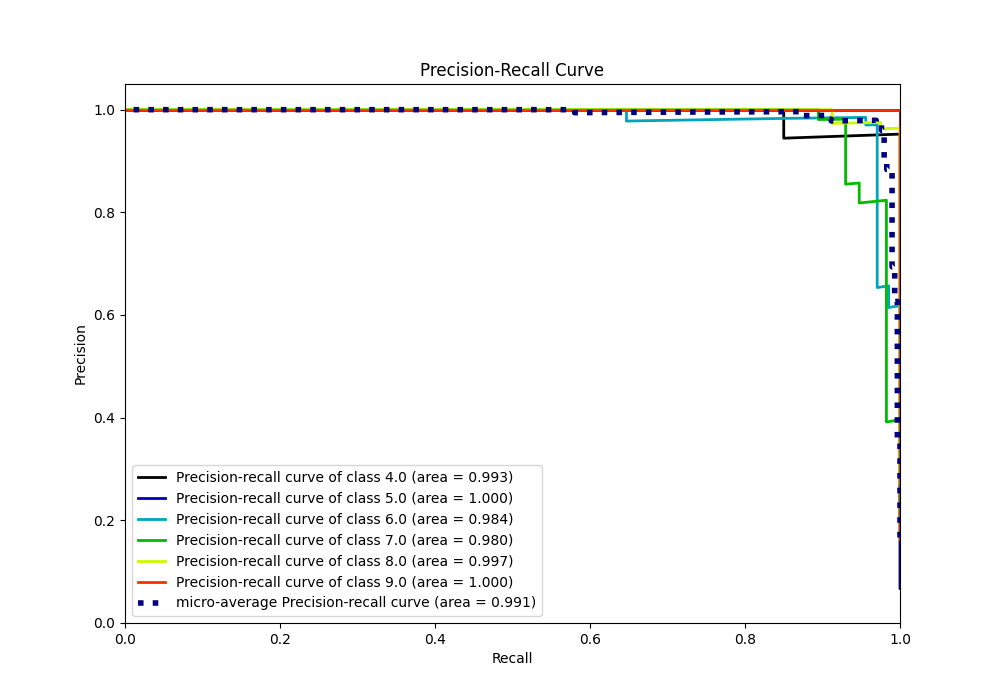 Precision-Recall Curve
1.0
0.8
0.6
0.4
0.2
0.0
Precision
Precision-recall curve of class 4.0 (area = 0.993)
Precision-recall curve of class 5.0 (area = 1.000)
Precision-recall curve of class 6.0 (area = 0.984)
Precision-recall curve of class 7.0 (area = 0.980)
Precision-recall curve of class 8.0 (area = 0.997)
Precision-recall curve of class 9.0 (area = 1.000)
micro-average Precision-recall curve (area = 0.991)
0.0 0.2 0.4 0.6 0.8 1.0
Recall